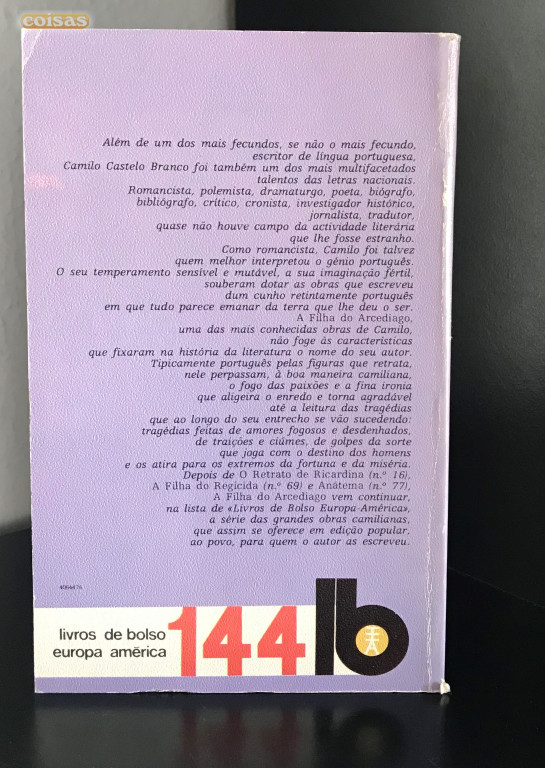 coisas
Além de um dos mais fecundos, se não o mais fecundo,
escritor de língua portuguesa,
Camilo Castelo Branco foi também um dos mais multifacetados
talentos das letras nacionais.
Romancista, polemista, dramaturgo, poeta, biógrafo,
bibliógrafo, crítico, cronista, investigador histórico,
jornalista, tradutor,
quase não houve campo da actividade literária
que lhe fosse estranho.
Como romancista, Camilo foi talvez
quem melhor interpretou o génio português.
O seu temperamento sensível e mutável, a sua imaginação fértil,
souberam dotar as obras que escreveu
dum cunho retintamente português
em que tudo parece emanar da terra que lhe deu o ser.
A Filha do Arcediago,
uma das mais conhecidas obras de Camilo,
não foge às características
que fixaram na história da literatura o nome do seu autor.
Tipicamente português pelas figuras que retrata,
nele perpassam, à boa maneira camiliana,
o fogo das paixões e a fina ironia
que aligeira o enredo e torna agradável
até a leitura das tragédias
que ao longo do seu entrecho se vão sucedendo:
tragédias feitas de amores fogosos e desdenhados,
de traições e ciúmes, de golpes da sorte
que joga com o destino dos homens
e os atira para os extremos da fortuna e da miséria.
Depois de O Retrato de Ricardina (n.º 16),
A Filha do Regicida (n.º 69) e Anátema (n.º 77),
A Filha do Arcediago vem continuar,
na lista de «Livros de Bolso Europa-América»,
a série das grandes obras camilianas,
que assim se oferece em edição popular,
ao povo, para quem o autor as escreveu.
livros de bolso
europa américa
144
lb
EA